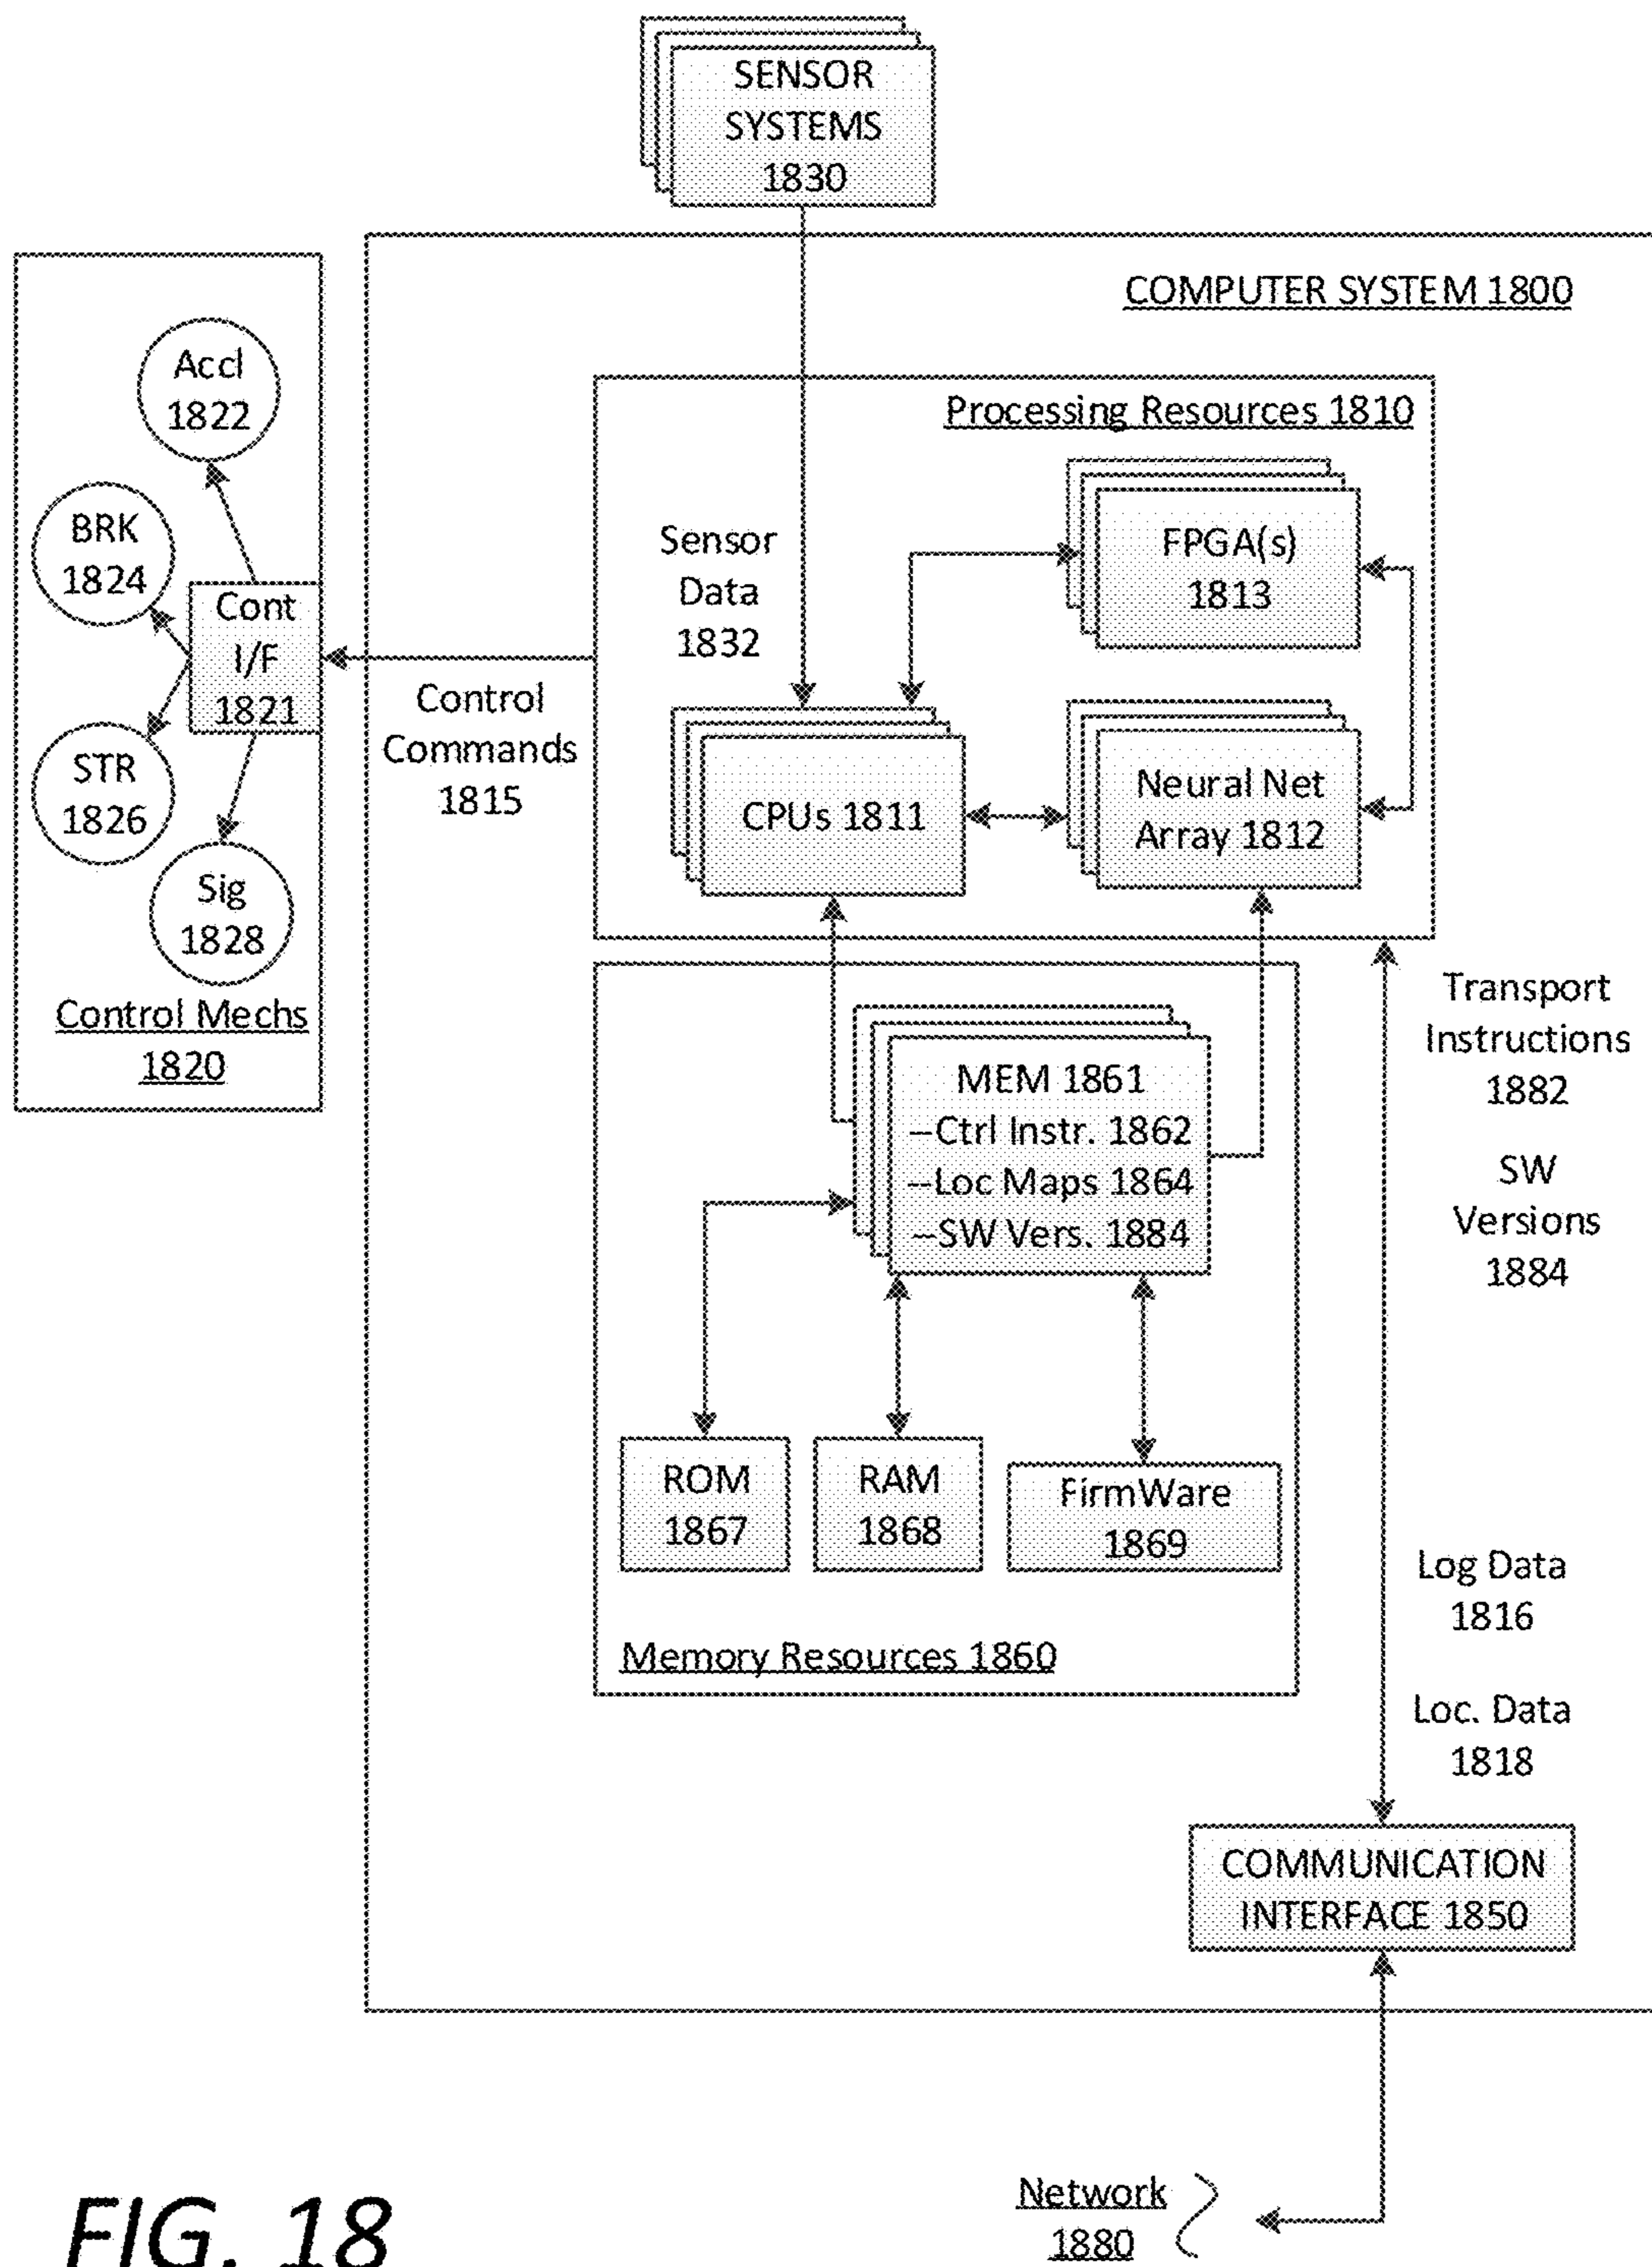 SENSOR
SYSTEMS
1830
COMPUTER SYSTEM 1800
Accl
1822
BRK
1824
Cont
I/F
1821
STR
1826
Sig
1828
Control Mechs
1820
Control
Commands
1815
Processing Resources 1810
Sensor
Data
1832
FPGA(s)
1813
CPUs 1811
Neural Net
Array 1812
MEM 1861
–Ctrl Instr. 1862
–Loc Maps 1864
–SW Vers. 1884
ROM
1867
RAM
1868
FirmWare
1869
Memory Resources 1860
Transport
Instructions
1882
SW
Versions
1884
Log Data
1816
Loc. Data
1818
COMMUNICATION
INTERFACE 1850
Network
1880
FIG. 18